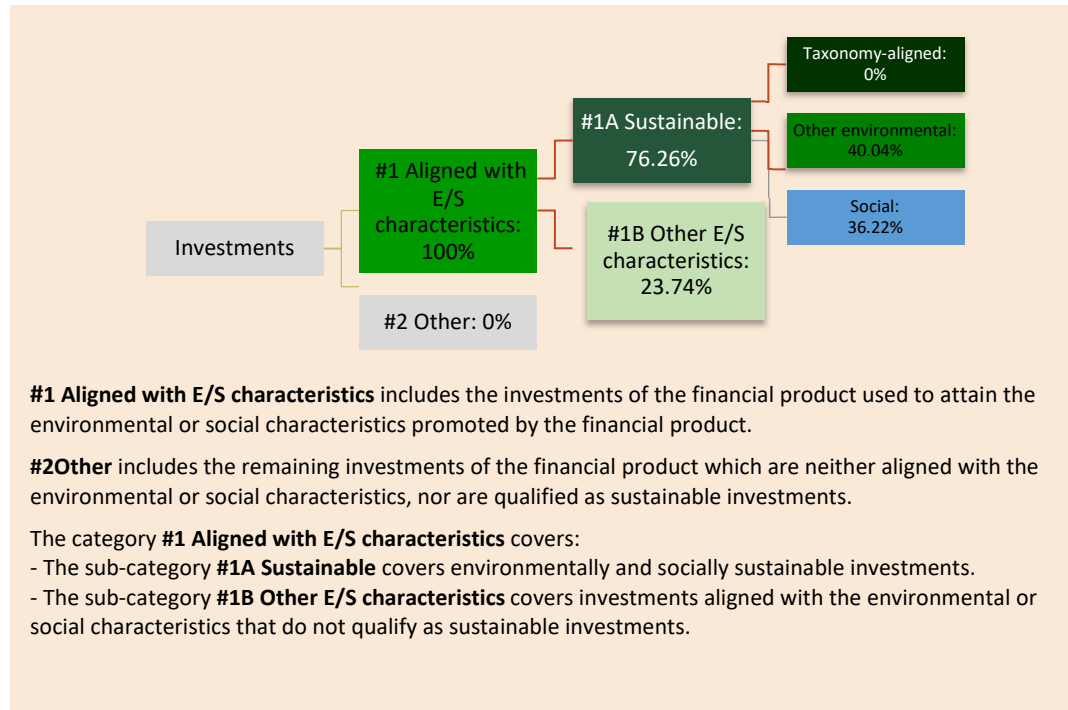 Investments
#1 Aligned with
E/S
characteristics:
100%
#2 Other: 0%
#1A Sustainable:
76.26%
#1B Other E/S
characteristics:
23.74%
Taxonomy-aligned:
0%
Other environmental:
40.04%
Social:
36.22%
#1 Aligned with E/S characteristics includes the investments of the financial product used to attain the
environmental or social characteristics promoted by the financial product.
#2Other includes the remaining investments of the financial product which are neither aligned with the
environmental or social characteristics, nor are qualified as sustainable investments.
The category #1 Aligned with E/S characteristics covers:
- The sub-category #1A Sustainable covers environmentally and socially sustainable investments.
- The sub-category #1B Other E/S characteristics covers investments aligned with the environmental or
social characteristics that do not qualify as sustainable investments.